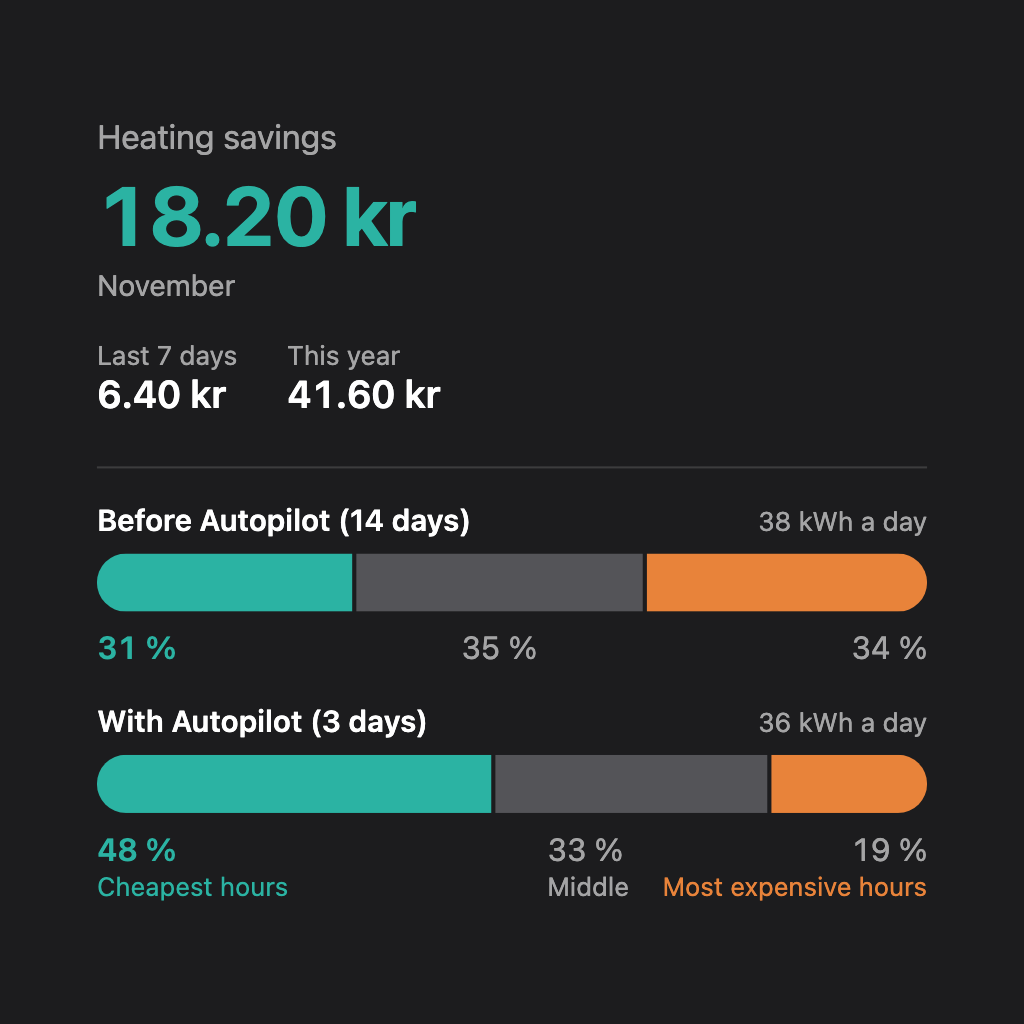 Heating savings
18.20 kr
November
Last 7 days This year
6.40 kr 41.60 kr
Before Autopilot (14 days) 38 kWh a day
31 % 35 % 34 %
With Autopilot (3 days) 36 kWh a day
48 % 33 % 19 %
Cheapest hours Middle Most expensive hours